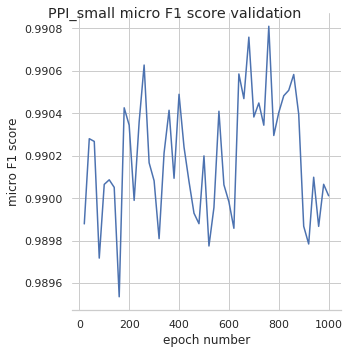 PPI_small micro F1 score validation
micro F1 score
0.9908
0.9906
0.9904
0.9902
0.9900
0.9898
0.9896
0 200 400 600 800 1000
epoch number